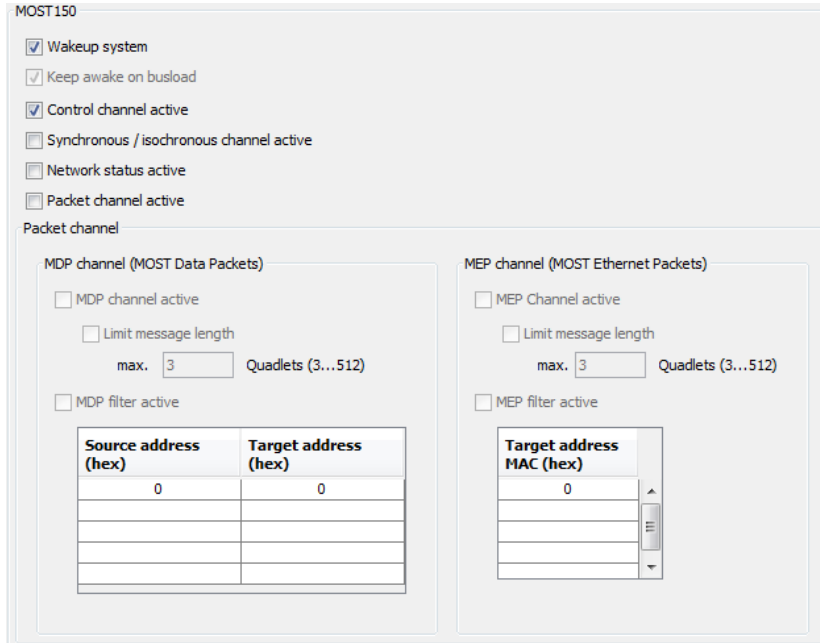 MOST150
Wakeup system
Keep awake on busload
Control channel active
Synchronous / isochronous channel active
Network status active
Packet channel active
Packet channel
MDP channel (MOST Data Packets)
MDP channel active
Limit message length
max. 3 Quadlets (3...512)
MDP filter active
Source address (hex)
Target address (hex)
0
0
MEP channel (MOST Ethernet Packets)
MEP Channel active
Limit message length
max. 3 Quadlets (3...512)
MEP filter active
Target address
MAC (hex)
0